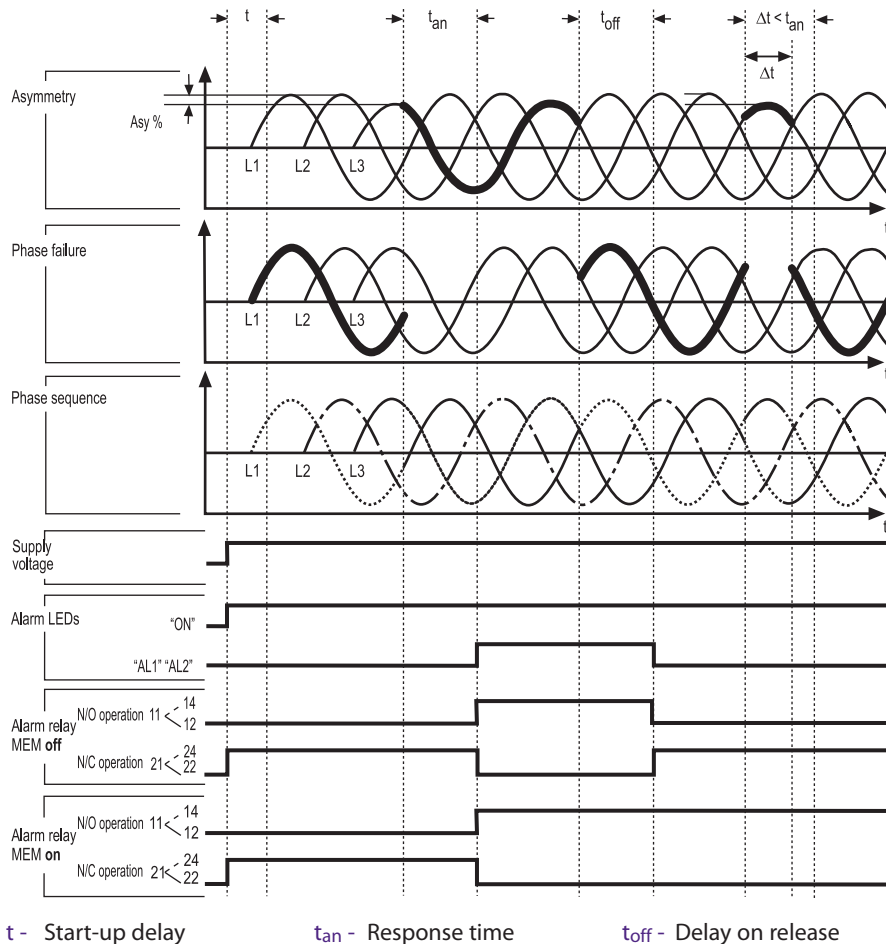 t tan toff Δt < tan
Δt
Asymmetry
Asy %
L1 L2 L3
t
Phase failure
L1 L2 L3
t
Phase sequence
L1 L2 L3
t
Supply
voltage
Alarm LEDs
“ON”
“AL1” “AL2”
N/O operation 11 14
12
Alarm relay
MEM off
N/C operation 21 24
22
N/O operation 11 14
12
Alarm relay
MEM on
N/C operation 21 24
22
t - Start-up delay tan - Response time toff - Delay on release